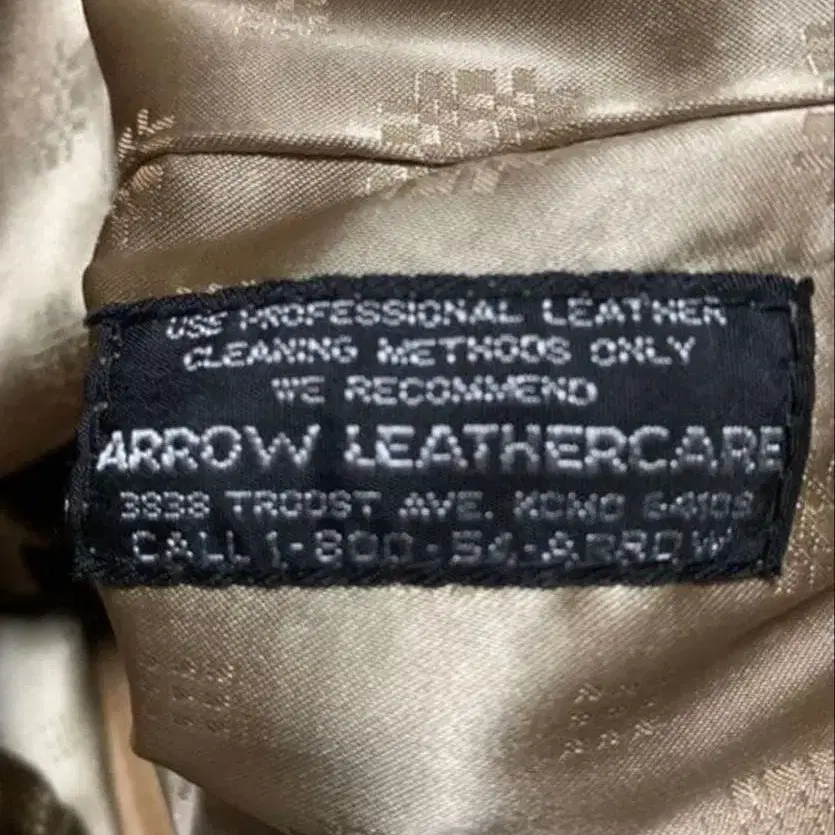 USE PROFESSIONAL LEATHER
CLEANING METHODS ONLY
WE RECOMMEND
ARROW LEATHERCARE
3838 TROOST AVE. KCMO 64109
CALL 1-800-54-ARROW